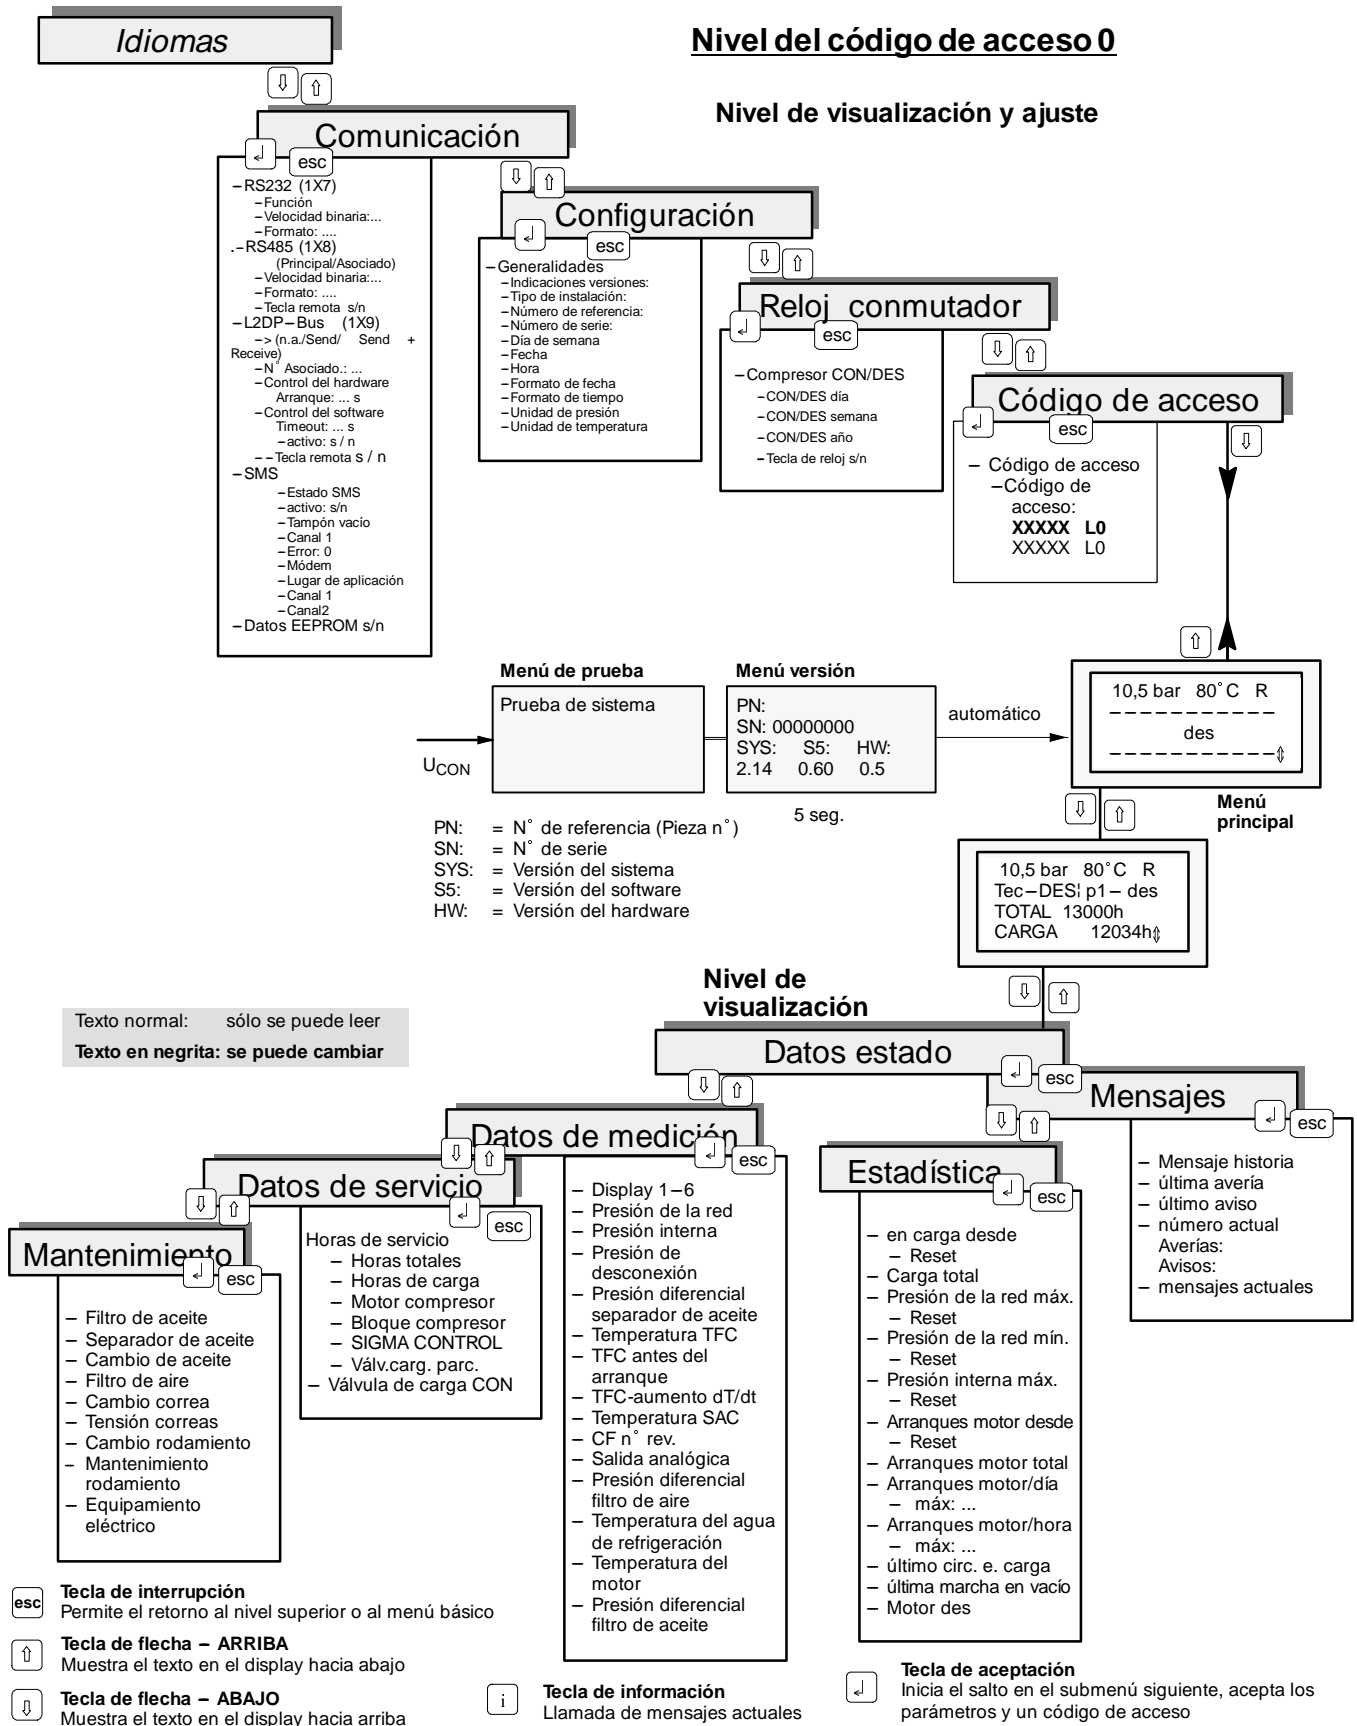 Idiomas
Nivel del código de acceso 0
Nivel de visualización y ajuste
Comunicación
esc
–RS232 (1X7)
–Función
–Velocidad binaria:...
–Formato: ....
.–RS485 (1X8)
(Principal/Asociado)
–Velocidad binaria:...
–Formato: ....
–Tecla remota s/n
–L2DP–Bus (1X9)
–> (n.a./Send/ Send +
Receive)
–N° Asociado.: ...
–Control del hardware
Arranque: ... s
–Control del software
Timeout: ... s
–activo: s / n
– –Tecla remota s / n
–SMS
–Estado SMS
–activo: s/n
–Tampón vacío
–Canal 1
–Error: 0
–Módem
–Lugar de aplicación
–Canal 1
–Canal2
–Datos EEPROM s/n
Configuración
esc
–Generalidades
–Indicaciones versiones:
–Tipo de instalación:
–Número de referencia:
–Número de serie:
–Día de semana
–Fecha
–Hora
–Formato de fecha
–Formato de tiempo
–Unidad de presión
–Unidad de temperatura
Reloj conmutador
esc
–Compresor CON/DES
–CON/DES día
–CON/DES semana
–CON/DES año
–Tecla de reloj s/n
Código de acceso
esc
– Código de acceso
–Código de
acceso:
XXXXX L0
XXXXX L0
Menú de prueba
Prueba de sistema
U_CON
Menú versión
PN:
SN: 00000000
SYS: S5: HW:
2.14 0.60 0.5
5 seg.
automático
10,5 bar 80°C R
– – – – – – – – – – –
des
– – – – – – – – – – –⇕
Menú
principal
PN: = N° de referencia (Pieza n°)
SN: = N° de serie
SYS: = Versión del sistema
S5: = Versión del software
HW: = Versión del hardware
10,5 bar 80°C R
Tec–DES¦ p1– des
TOTAL 13000h
CARGA 12034h⇕
Texto normal: sólo se puede leer
Texto en negrita: se puede cambiar
Nivel de
visualización
Datos estado
esc
Mensajes
esc
– Mensaje historia
– última avería
– último aviso
– número actual
Averías:
Avisos:
– mensajes actuales
Estadística
esc
– en carga desde
– Reset
– Carga total
– Presión de la red máx.
– Reset
– Presión de la red mín.
– Reset
– Presión interna máx.
– Reset
– Arranques motor desde
– Reset
– Arranques motor total
– Arranques motor/día
– máx: ...
– Arranques motor/hora
– máx: ...
– último circ. e. carga
– última marcha en vacío
– Motor des
Datos de medición
esc
– Display 1–6
– Presión de la red
– Presión interna
– Presión de
desconexión
– Presión diferencial
separador de aceite
– Temperatura TFC
– TFC antes del
arranque
– TFC-aumento dT/dt
– Temperatura SAC
– CF n° rev.
– Salida analógica
– Presión diferencial
filtro de aire
– Temperatura del agua
de refrigeración
– Temperatura del
motor
– Presión diferencial
filtro de aceite
Datos de servicio
esc
Horas de servicio
– Horas totales
– Horas de carga
– Motor compresor
– Bloque compresor
– SIGMA CONTROL
– Válv.carg. parc.
– Válvula de carga CON
Mantenimiento
esc
– Filtro de aceite
– Separador de aceite
– Cambio de aceite
– Filtro de aire
– Cambio correa
– Tensión correas
– Cambio rodamiento
– Mantenimiento
rodamiento
– Equipamiento
eléctrico
esc
Tecla de interrupción
Permite el retorno al nivel superior o al menú básico
⇧
Tecla de flecha – ARRIBA
Muestra el texto en el display hacia abajo
⇩
Tecla de flecha – ABAJO
Muestra el texto en el display hacia arriba
i
Tecla de información
Llamada de mensajes actuales
Tecla de aceptación
Inicia el salto en el submenú siguiente, acepta los
parámetros y un código de acceso